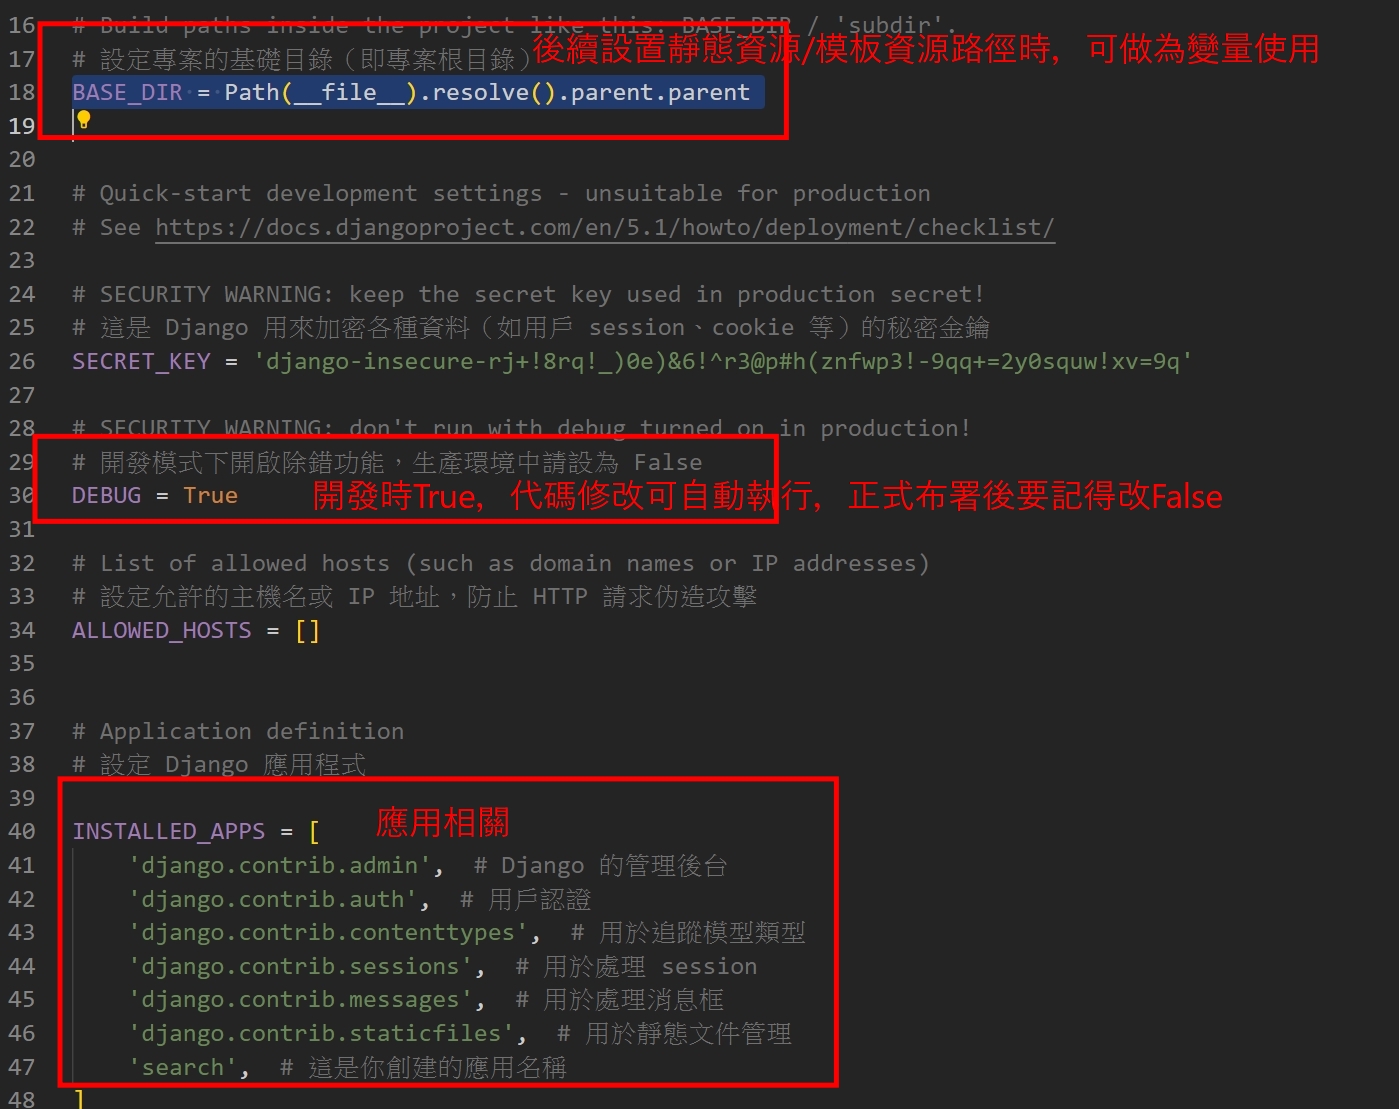 16 # Build paths inside the project like this: BASE_DIR / 'subdir'.
17 # 設定專案的基礎目錄（即專案根目錄）
後續設置靜態資源/模板資源路徑時，可做為變量使用
18 BASE_DIR = Path(__file__).resolve().parent.parent
19
20
21 # Quick-start development settings - unsuitable for production
22 # See https://docs.djangoproject.com/en/5.1/howto/deployment/checklist/
23
24 # SECURITY WARNING: keep the secret key used in production secret!
25 # 這是 Django 用來加密各種資料（如用戶 session、cookie 等）的秘密金鑰
26 SECRET_KEY = 'django-insecure-rj+!8rq!_)0e)&6!^r3@p#h(znfwp3!-9qq+=2y0squw!xv=9q'
27
28 # SECURITY WARNING: don't run with debug turned on in production!
29 # 開發模式下開啟除錯功能，生產環境中請設為 False
30 DEBUG = True
開發時True，代碼修改可自動執行，正式布署後要記得改False
31
32 # List of allowed hosts (such as domain names or IP addresses)
33 # 設定允許的主機名或 IP 地址，防止 HTTP 請求伪造攻擊
34 ALLOWED_HOSTS = []
35
36
37 # Application definition
38 # 設定 Django 應用程式
39
40 INSTALLED_APPS = [
應用相關
41 'django.contrib.admin', # Django 的管理後台
42 'django.contrib.auth', # 用戶認證
43 'django.contrib.contenttypes', # 用於追蹤模型類型
44 'django.contrib.sessions', # 用於處理 session
45 'django.contrib.messages', # 用於處理消息框
46 'django.contrib.staticfiles', # 用於靜態文件管理
47 'search', # 這是你創建的應用名稱
48 ]